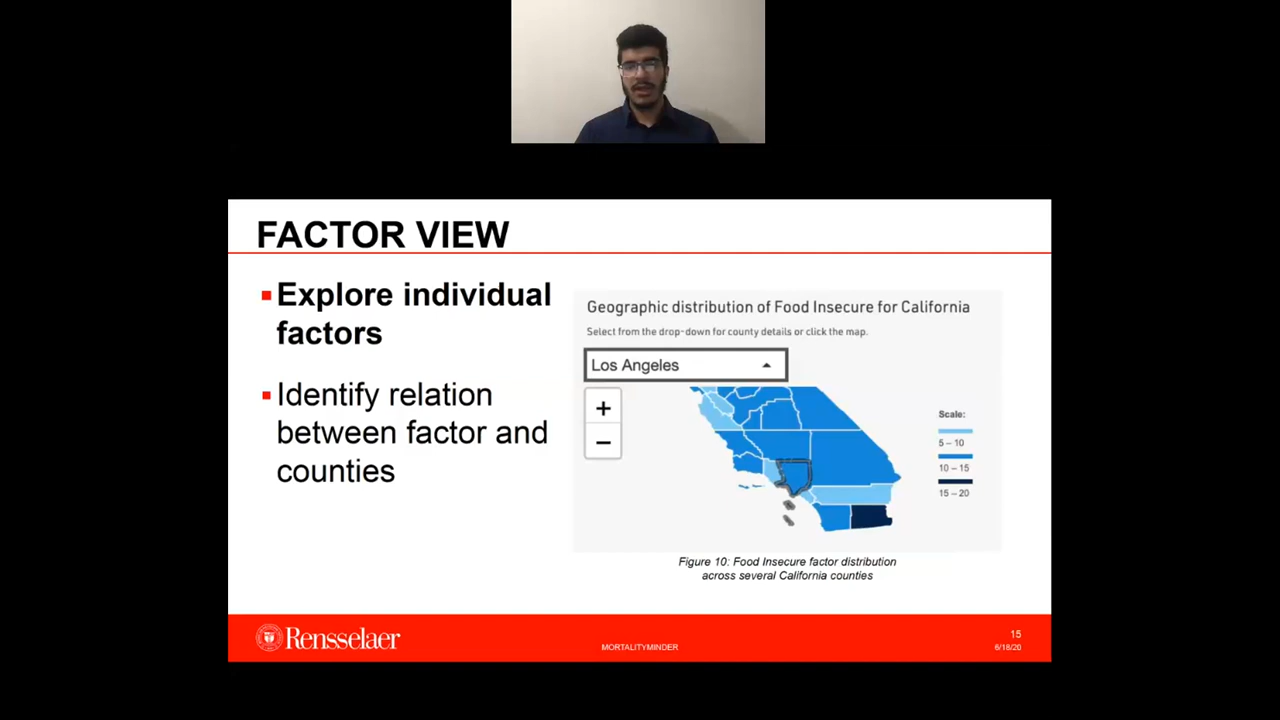 FACTOR VIEW
Explore individual
factors
Identify relation
between factor and
counties
Geographic distribution of Food Insecure for California
Select from the drop-down for county details or click the map.
Los Angeles
+
−
Scale:
5 – 10
10 – 15
15 – 20
Figure 10: Food Insecure factor distribution
across several California counties
Rensselaer
MORTALITYMINDER
15
6/18/20